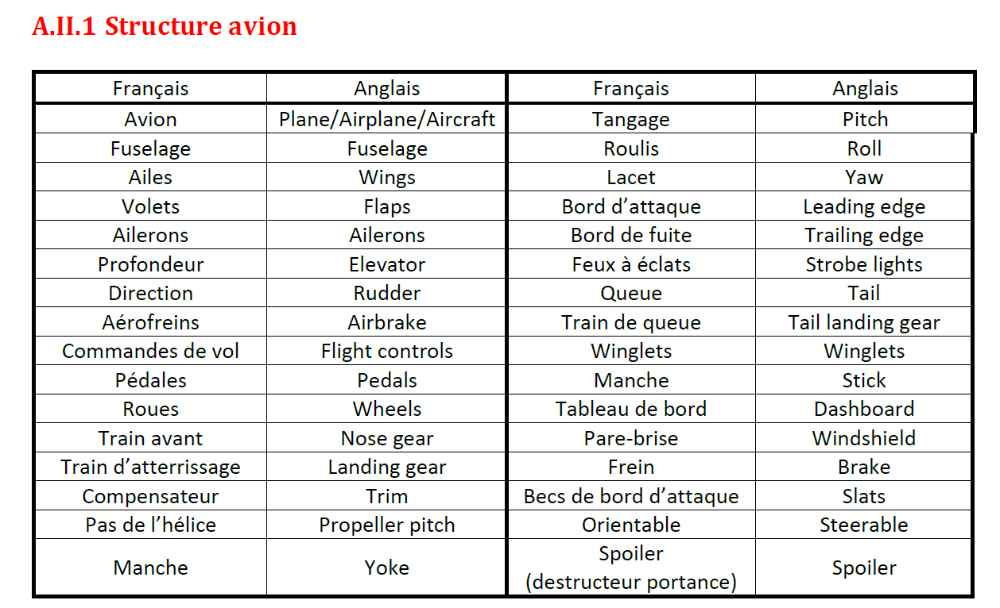 A.II.1 Structure avion
Français Anglais Français Anglais
Avion Plane/Airplane/Aircraft Tangage Pitch
Fuselage Fuselage Roulis Roll
Ailes Wings Lacet Yaw
Volets Flaps Bord d’attaque Leading edge
Ailerons Ailerons Bord de fuite Trailing edge
Profondeur Elevator Feux à éclats Strobe lights
Direction Rudder Queue Tail
Aérofreins Airbrake Train de queue Tail landing gear
Commandes de vol Flight controls Winglets Winglets
Pédales Pedals Manche Stick
Roues Wheels Tableau de bord Dashboard
Train avant Nose gear Pare-brise Windshield
Train d’atterrissage Landing gear Frein Brake
Compensateur Trim Becs de bord d’attaque Slats
Pas de l’hélice Propeller pitch Orientable Steerable
Manche Yoke Spoiler
(destructeur portance) Spoiler